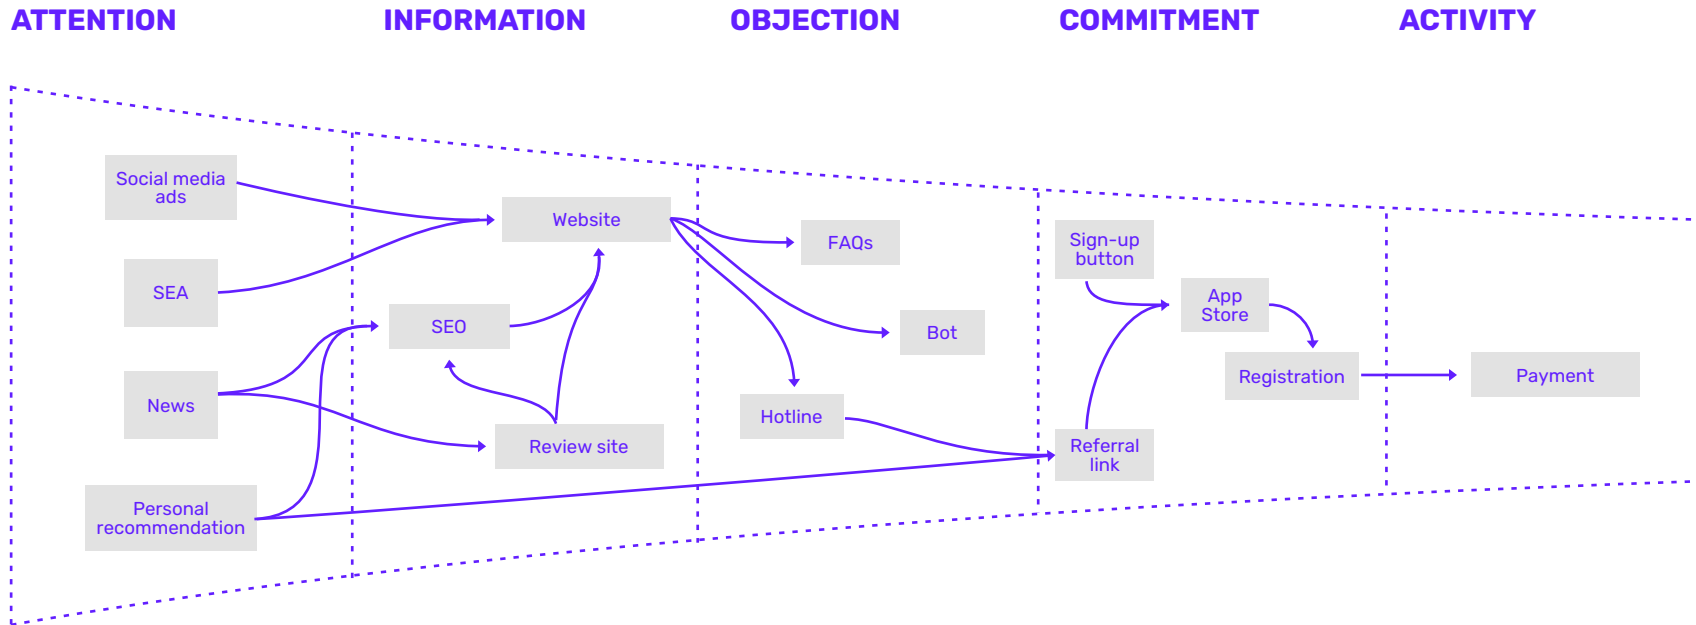 ATTENTION
INFORMATION
OBJECTION
COMMITMENT
ACTIVITY
Social media
ads
SEA
News
Personal
recommendation
Website
SEO
Review site
FAQs
Bot
Hotline
Sign-up
button
App
Store
Registration
Referral
link
Payment